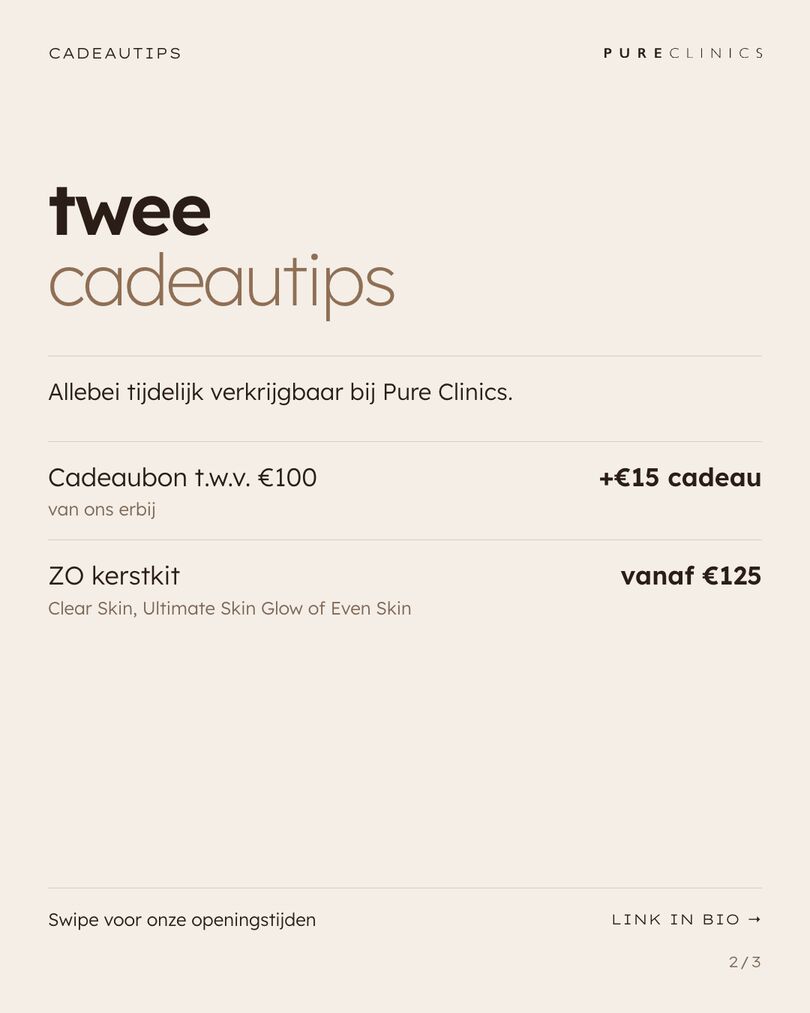 CADEAUTIPS
PURECLINICS
twee
cadeautips
Allebei tijdelijk verkrijgbaar bij Pure Clinics.
Cadeaubon t.w.v. €100
+€15 cadeau
van ons erbij
ZO kerstkit
vanaf €125
Clear Skin, Ultimate Skin Glow of Even Skin
Swipe voor onze openingstijden
LINK IN BIO →
2/3